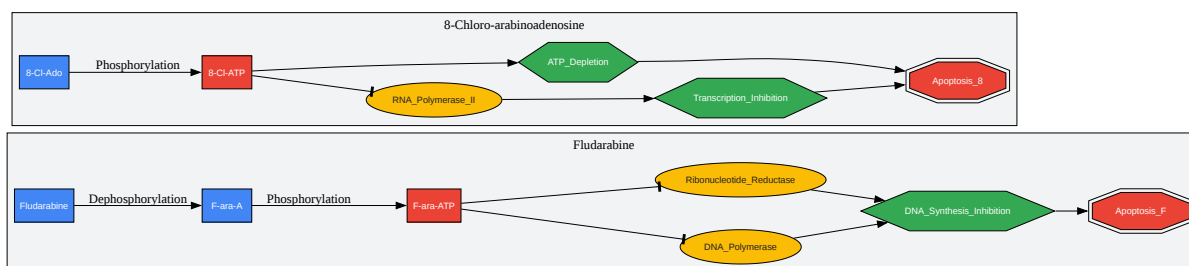 8-Chloro-arabinoadenosine
8-Cl-Ado
Phosphorylation
8-Cl-ATP
ATP_Depletion
RNA_Polymerase_II
Transcription_Inhibition
Apoptosis_8
Fludarabine
Fludarabine
Dephosphorylation
F-ara-A
Phosphorylation
F-ara-ATP
Ribonucleotide_Reductase
DNA_Polymerase
DNA_Synthesis_Inhibition
Apoptosis_F